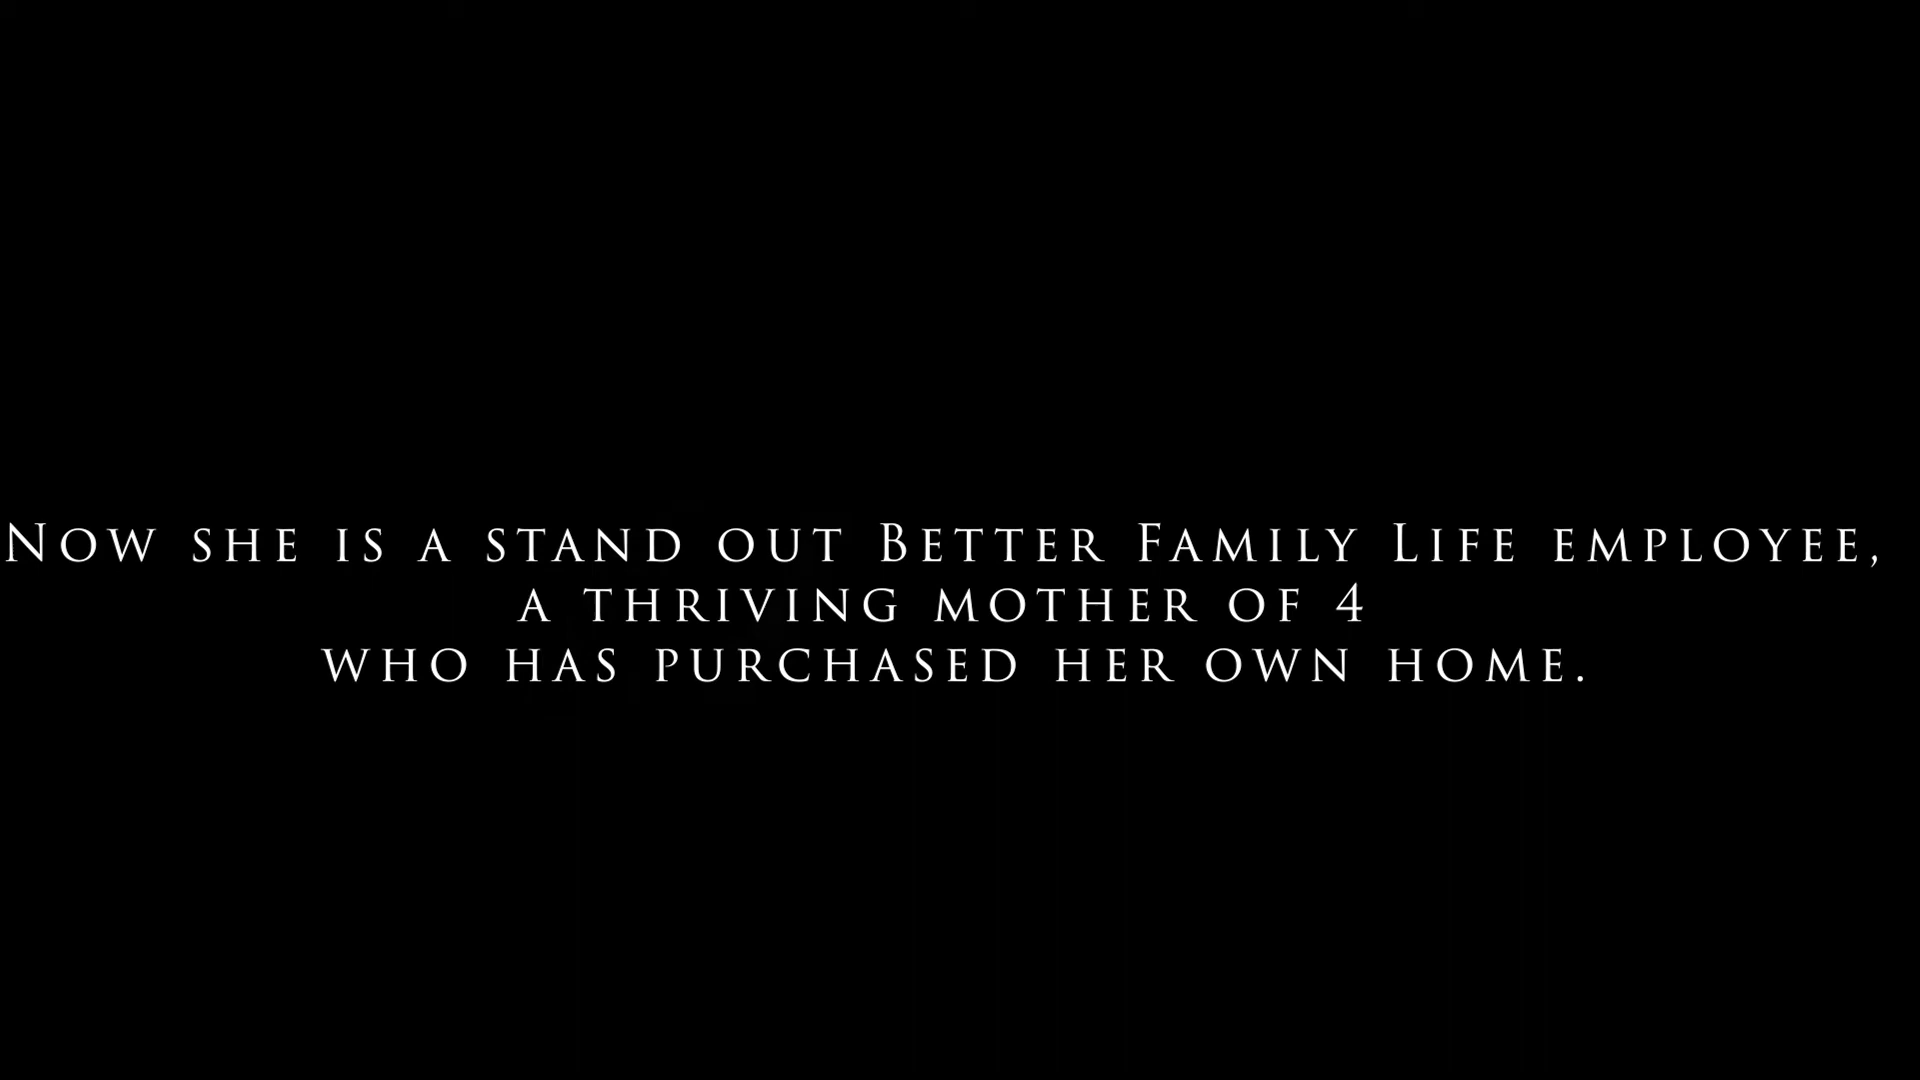 Now she is a stand out Better Family Life employee,
a thriving mother of 4
who has purchased her own home.